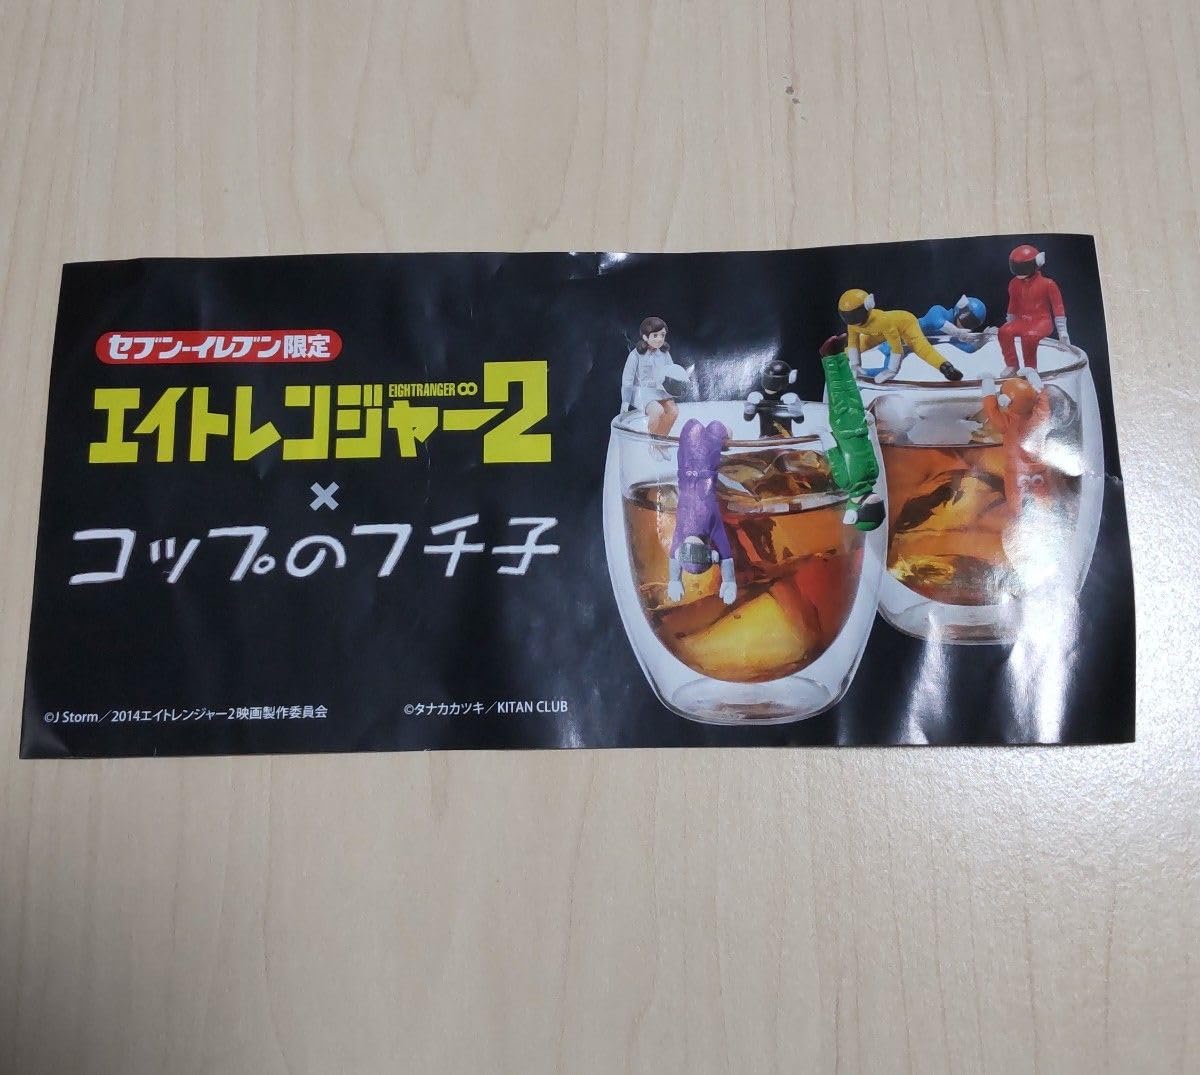 セブン-イレブン限定
EIGHTRANGER ∞
エイトレンジャー2
×
コップのフチ子
©J Storm／2014エイトレンジャー2映画製作委員会
©タナカカツキ／KITAN CLUB